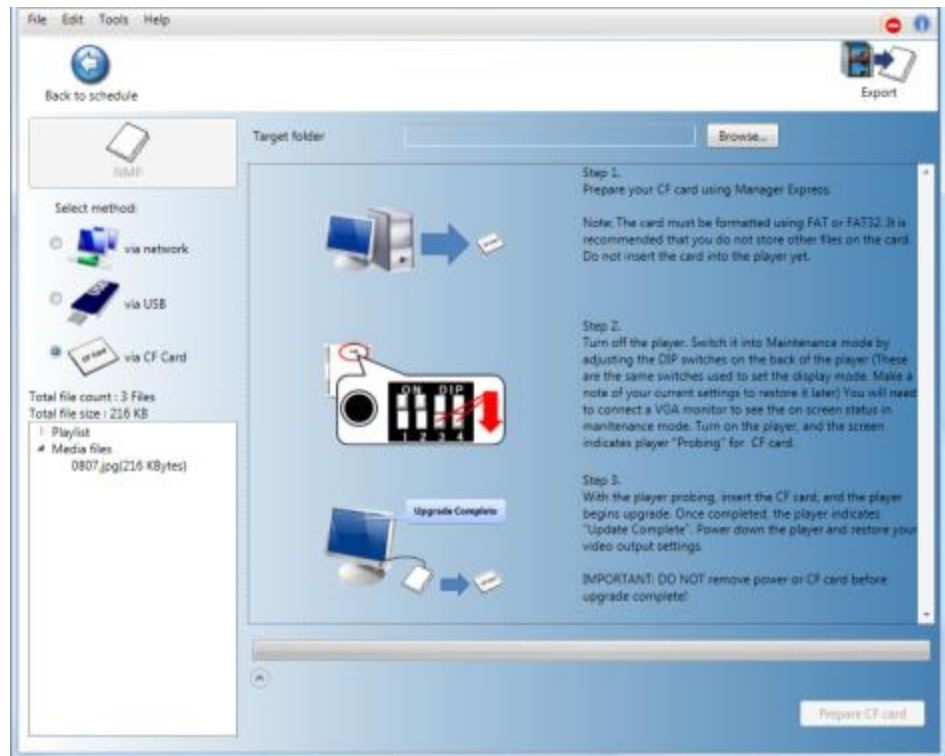 File Edit Tools Help
Back to schedule
Export
NMP
Select method:
via network
via USB
via CF Card
Total file count : 3 Files
Total file size : 216 KB
Playlist
Media files
0807.jpg(216 KBytes)
Target folder
Browse...
Step 1.
Prepare your CF card using Manager Express.
Note: The card must be formatted using FAT or FAT32. It is
recommended that you do not store other files on the card.
Do not insert the card into the player yet.
ON DIP
1 2 3 4
Step 2.
Turn off the player. Switch it into Maintenance mode by
adjusting the DIP switches on the back of the player (These
are the same switches used to set the display mode. Make a
note of your current settings to restore it later) You will need
to connect a VGA monitor to see the on screen status in
manitenance mode. Turn on the player, and the screen
indicates player "Probing" for CF card.
Upgrade Complete
Step 3.
With the player probing, insert the CF card, and the player
begins upgrade. Once completed, the player indicates
"Update Complete". Power down the player and restore your
video output settings.
IMPORTANT: DO NOT remove power or CF card before
upgrade complete!
Prepare CF card